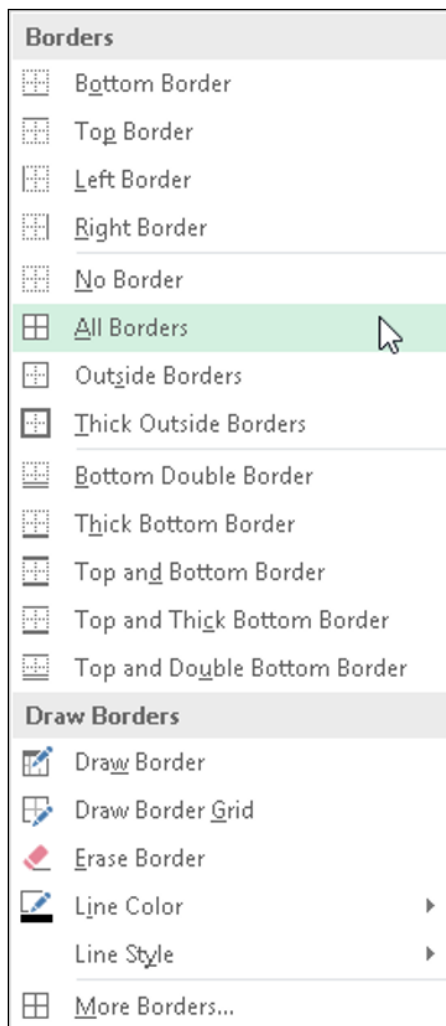 Borders
Bottom Border
Top Border
Left Border
Right Border
No Border
All Borders
Outside Borders
Thick Outside Borders
Bottom Double Border
Thick Bottom Border
Top and Bottom Border
Top and Thick Bottom Border
Top and Double Bottom Border
Draw Borders
Draw Border
Draw Border Grid
Erase Border
Line Color
Line Style
More Borders...